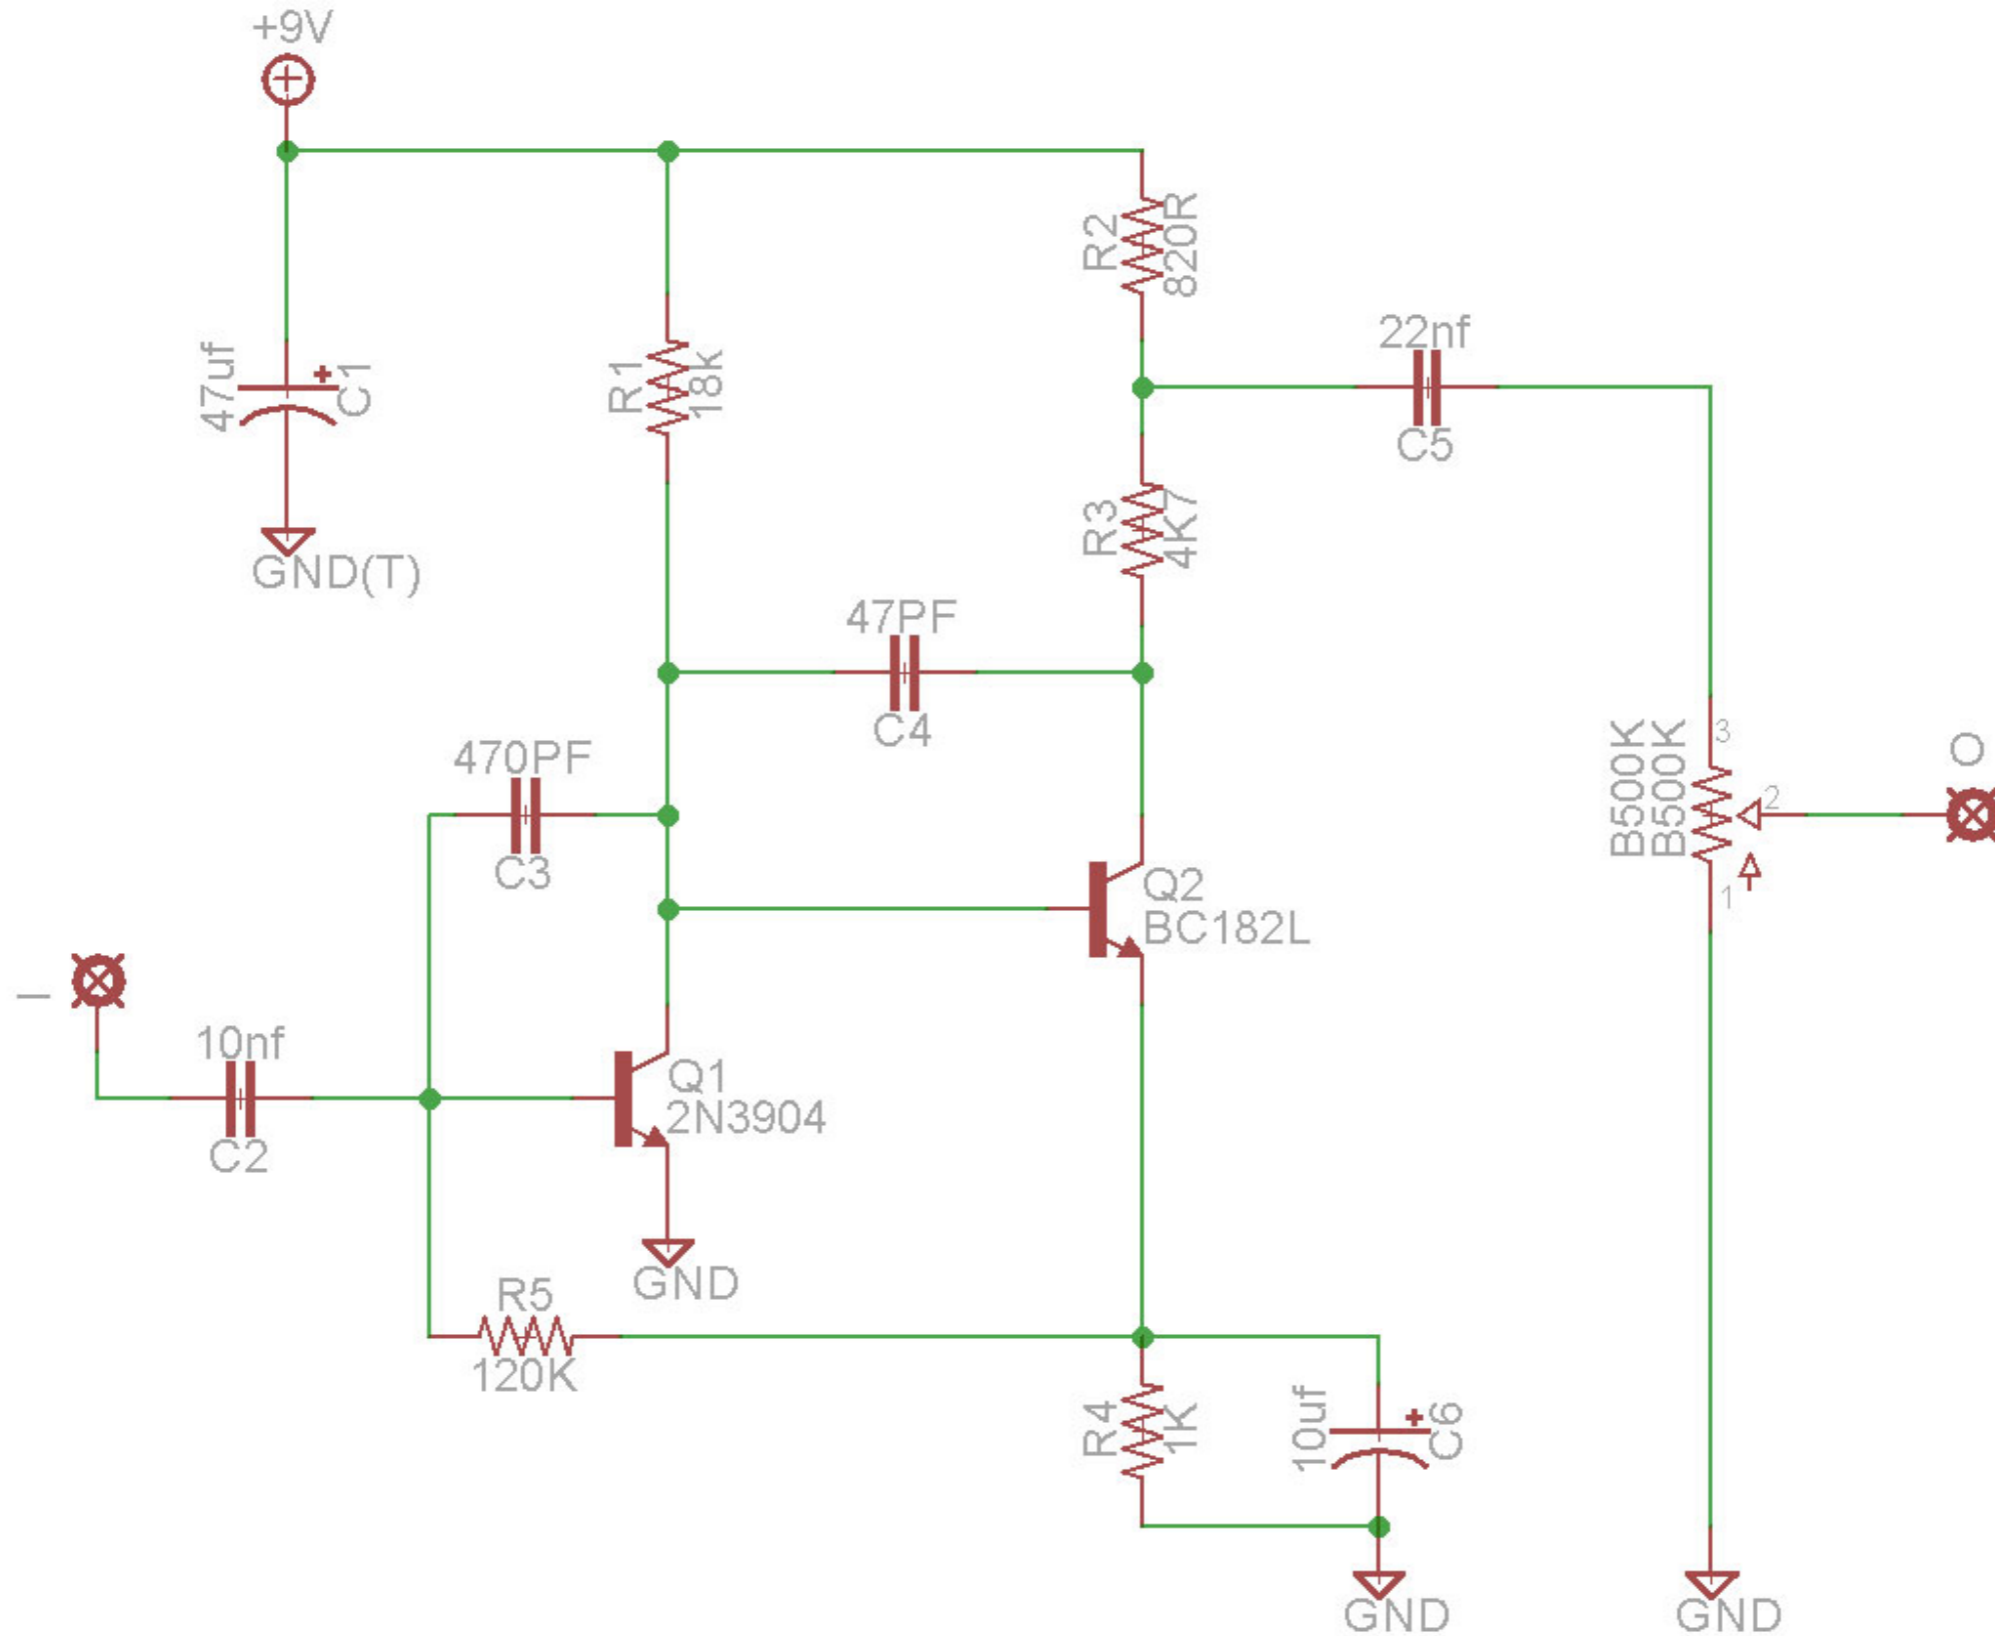 +9V
R2
820R
47uf
C1
R1
18k
22nf
C5
GND(T)
R3
4K7
47PF
C4
470PF
C3
B500K
B500K
3
2
1
O
Q2
BC182L
I
10nf
C2
Q1
2N3904
GND
R5
120K
R4
1K
10uf
C6
GND
GND